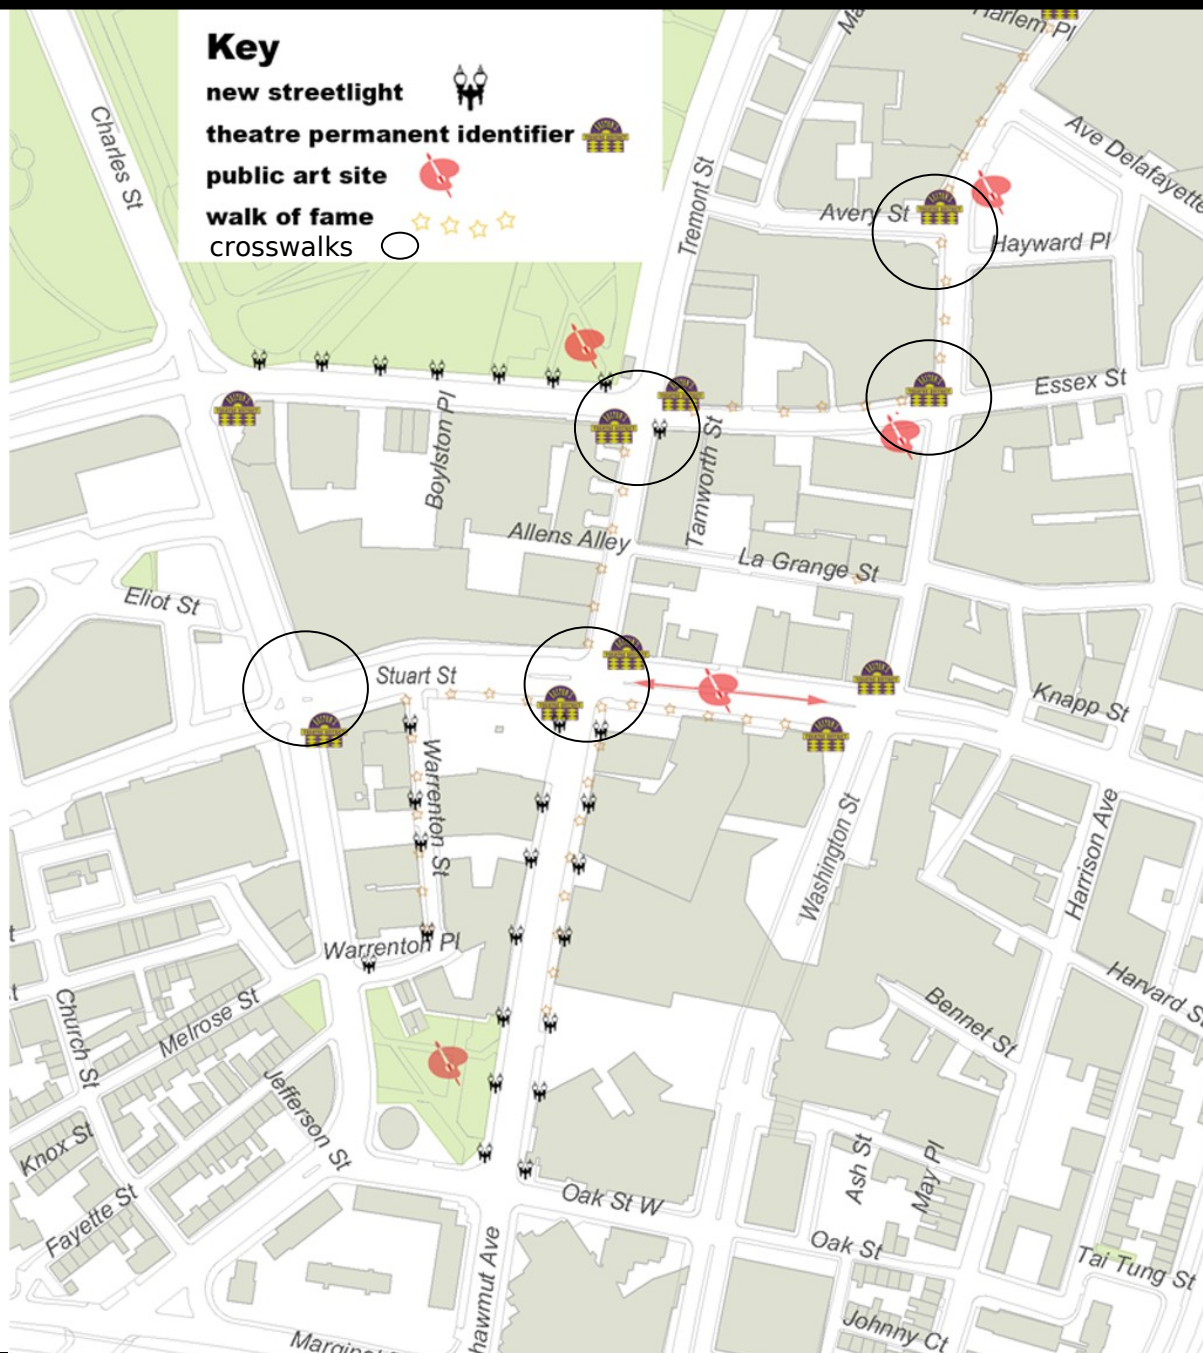 Key
new streetlight
theatre permanent identifier
public art site
walk of fame
crosswalks
Harlem Pl
Charles St
Ave Delafayette
Tremont St
Avery St
Hayward Pl
Essex St
Boylston Pl
Tamworth St
Allens Alley
La Grange St
Eliot St
Stuart St
Knapp St
Warrenton St
Washington St
Harrison Ave
Warrenton Pl
Church St
Melrose St
Harvard S
Bennet St
Jefferson St
Knox St
Ash St
May Pl
Fayette St
Oak St W
Oak St
hawmut Ave
Tai Tung St
Johnny Ct